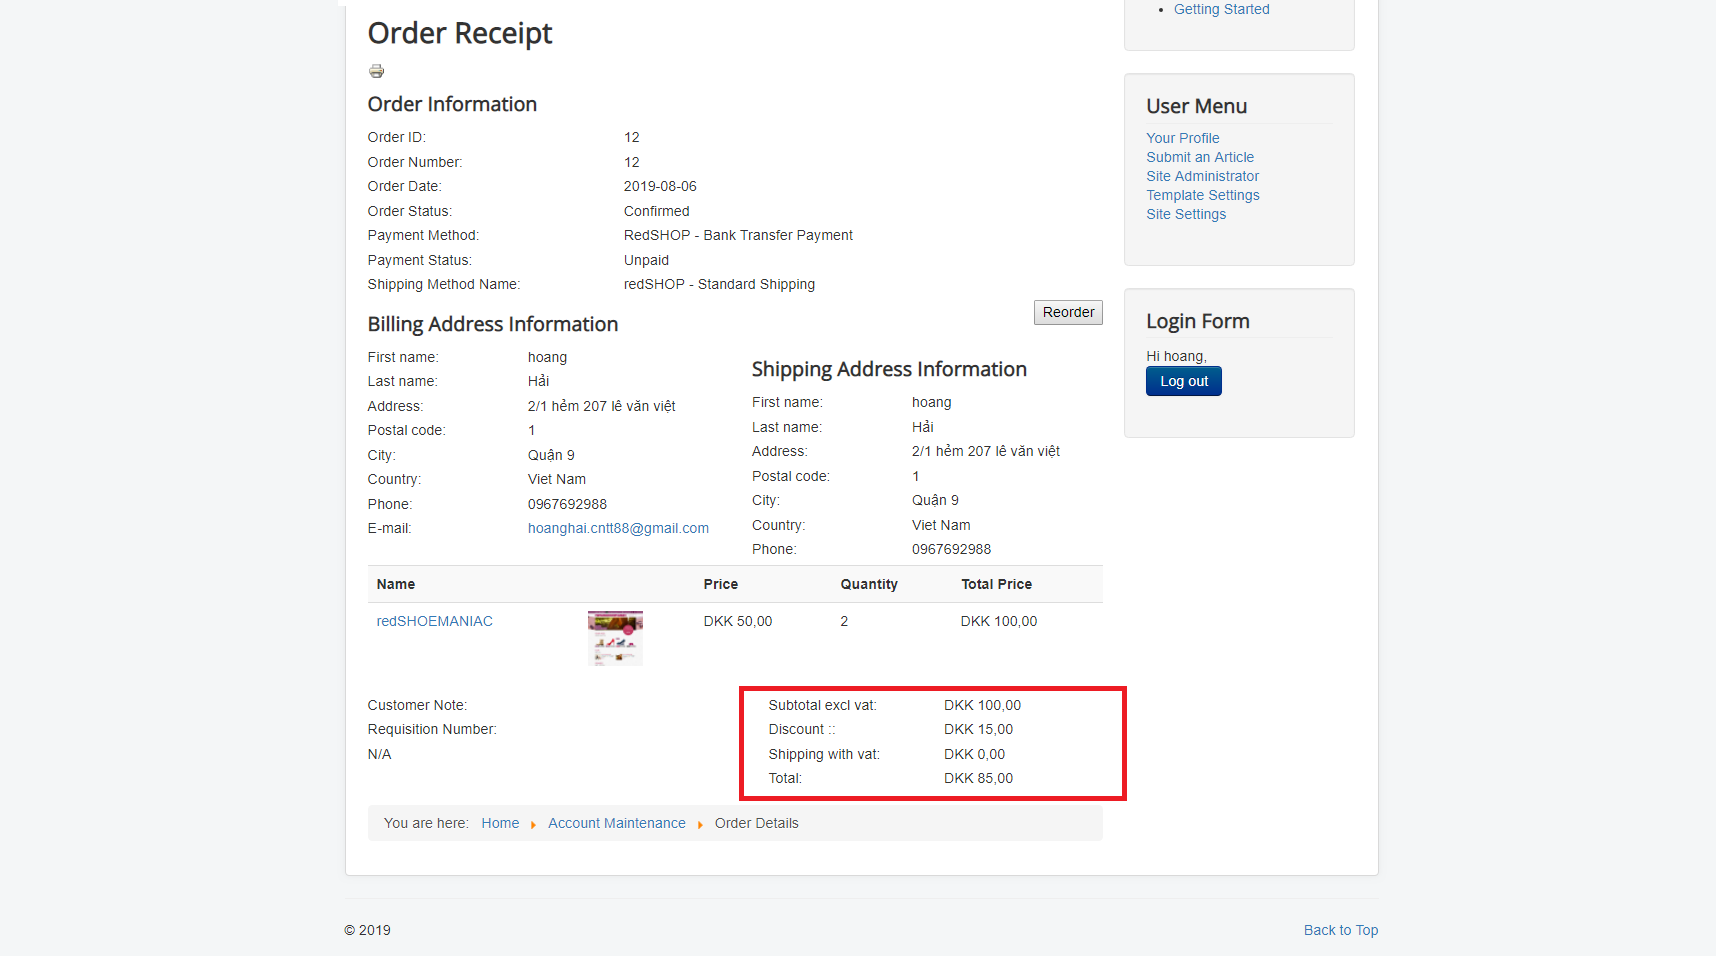 Order Receipt
Order Information
Order ID: 12
Order Number: 12
Order Date: 2019-08-06
Order Status: Confirmed
Payment Method: RedSHOP - Bank Transfer Payment
Payment Status: Unpaid
Shipping Method Name: redSHOP - Standard Shipping
Reorder
Billing Address Information
First name: hoang
Last name: Hải
Address: 2/1 hẻm 207 lê văn việt
Postal code: 1
City: Quận 9
Country: Viet Nam
Phone: 0967692988
E-mail: hoanghai.cntt88@gmail.com
Shipping Address Information
First name: hoang
Last name: Hải
Address: 2/1 hẻm 207 lê văn việt
Postal code: 1
City: Quận 9
Country: Viet Nam
Phone: 0967692988
Name Price Quantity Total Price
redSHOEMANIAC DKK 50,00 2 DKK 100,00
Customer Note:
Requisition Number:
N/A
Subtotal excl vat: DKK 100,00
Discount :: DKK 15,00
Shipping with vat: DKK 0,00
Total: DKK 85,00
You are here: Home Account Maintenance Order Details
Getting Started
User Menu
Your Profile
Submit an Article
Site Administrator
Template Settings
Site Settings
Login Form
Hi hoang,
Log out
© 2019
Back to Top